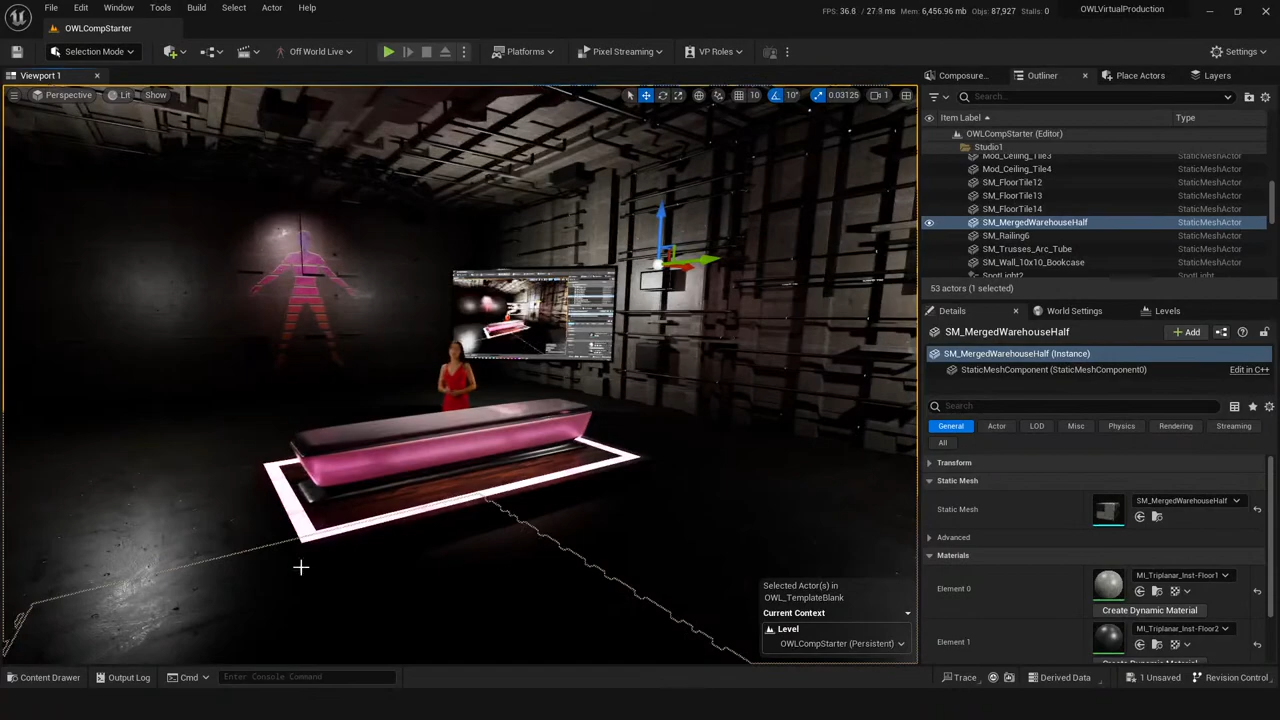 File Edit Window Tools Build Select Actor Help
FPS: 36.6 / 27.9 ms Mem: 6,456.96 mb Objs: 87,927 Stalls: 0
OWLVirtualProduction
OWLCompStarter
Selection Mode
Off World Live
Platforms
Pixel Streaming
VP Roles
Settings
Viewport 1
Perspective Lit Show
10 10° 0.03125 1
Composure... Outliner Place Actors Layers
Search...
Item Label Type
OWLCompStarter (Editor)
Studio1
Mod_Ceiling_Tile3 StaticMeshActor
Mod_Ceiling_Tile4 StaticMeshActor
SM_FloorTile12 StaticMeshActor
SM_FloorTile13 StaticMeshActor
SM_FloorTile14 StaticMeshActor
SM_MergedWarehouseHalf StaticMeshActor
SM_Railing6 StaticMeshActor
SM_Trusses_Arc_Tube StaticMeshActor
SM_Wall_10x10_Bookcase StaticMeshActor
SpotLight2 SpotLight
53 actors (1 selected)
Details World Settings Levels
SM_MergedWarehouseHalf
Add
SM_MergedWarehouseHalf (Instance)
StaticMeshComponent (StaticMeshComponent0) Edit in C++
Search
General Actor LOD Misc Physics Rendering Streaming
All
Transform
Static Mesh
Static Mesh SM_MergedWarehouseHalf
Advanced
Materials
Element 0 MI_Triplanar_Inst-Floor1
Create Dynamic Material
Element 1 MI_Triplanar_Inst-Floor2
Create Dynamic Material
Selected Actor(s) in
OWL_TemplateBlank
Current Context
Level
OWLCompStarter (Persistent)
Content Drawer Output Log Cmd Enter Console Command
Trace Derived Data 1 Unsaved Revision Control